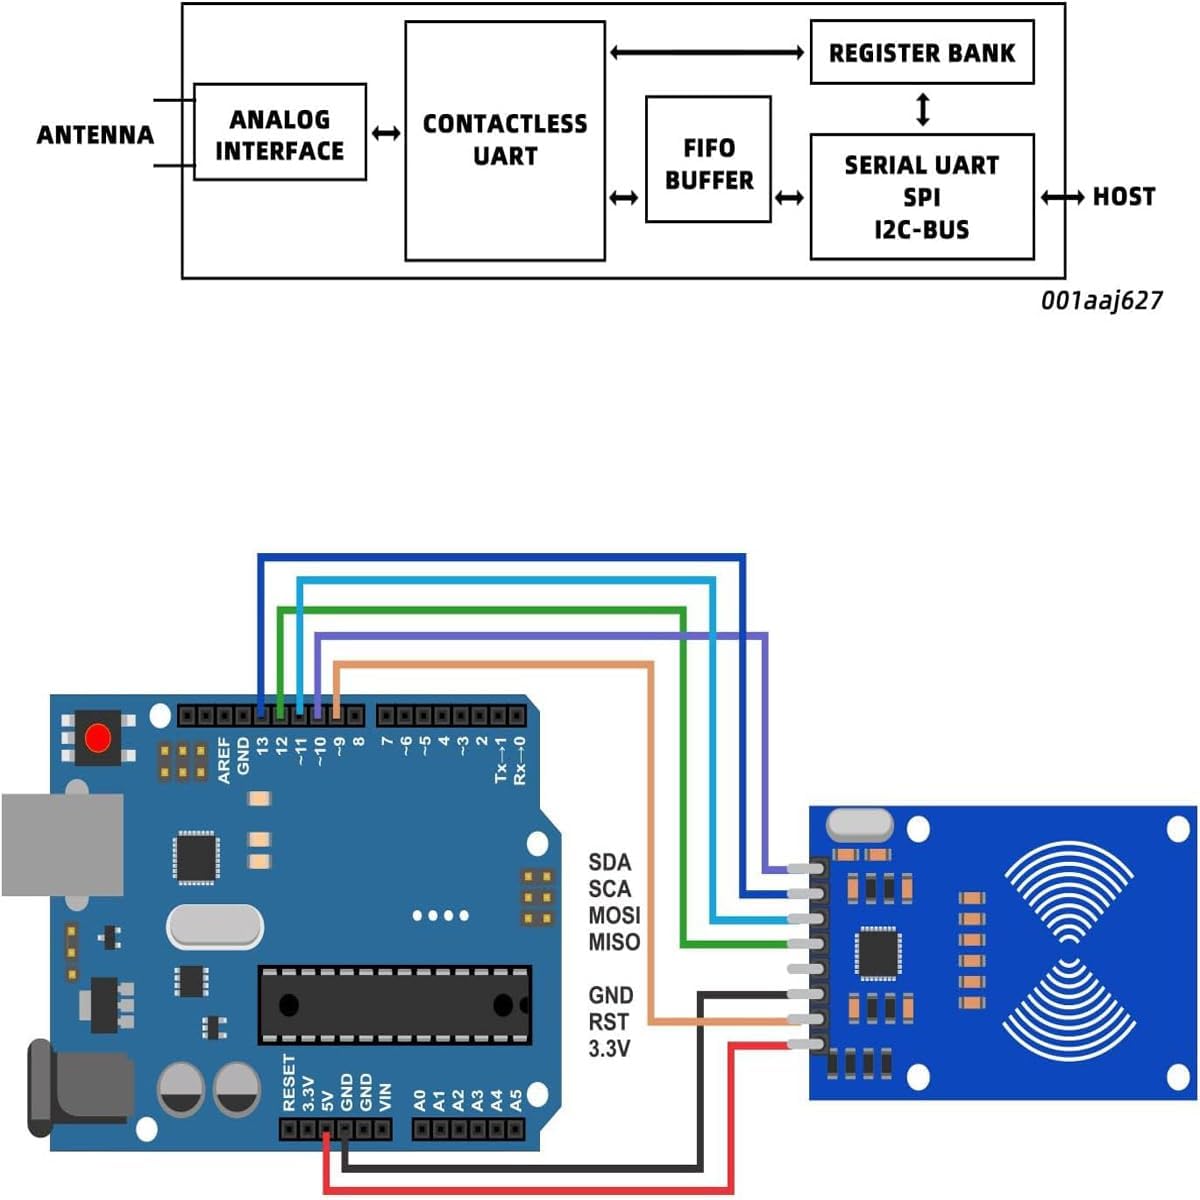 ANTENNA
ANALOG
INTERFACE
CONTACTLESS
UART
FIFO
BUFFER
REGISTER BANK
SERIAL UART
SPI
I2C-BUS
HOST
001aaj627
AREF
GND
13
12
~11
~10
~9
8
7
~6
~5
4
~3
2
Tx→1
Rx→0
SDA
SCA
MOSI
MISO
GND
RST
3.3V
RESET
3.3V
5V
GND
GND
VIN
A0
A1
A2
A3
A4
A5